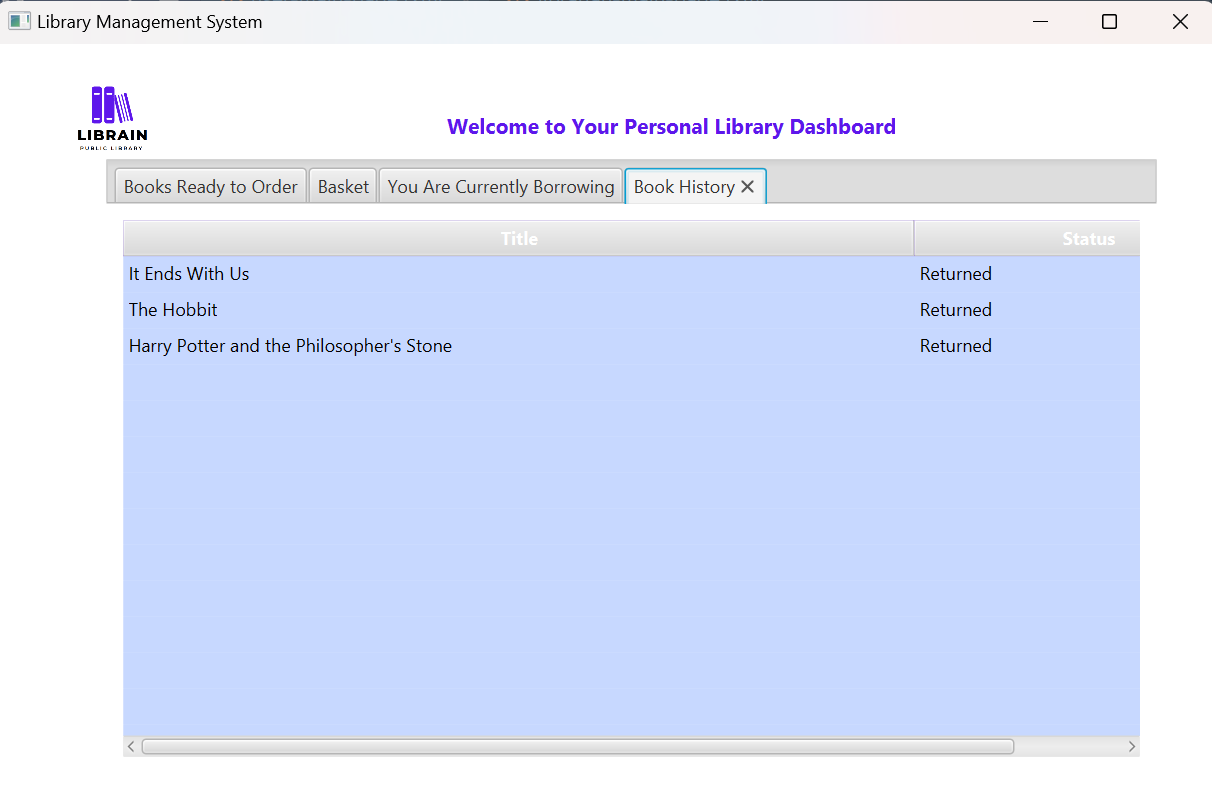 Library Management System
LIBRAIN
PUBLIC LIBRARY
Welcome to Your Personal Library Dashboard
Books Ready to Order Basket You Are Currently Borrowing Book History
Title Status
It Ends With Us Returned
The Hobbit Returned
Harry Potter and the Philosopher's Stone Returned